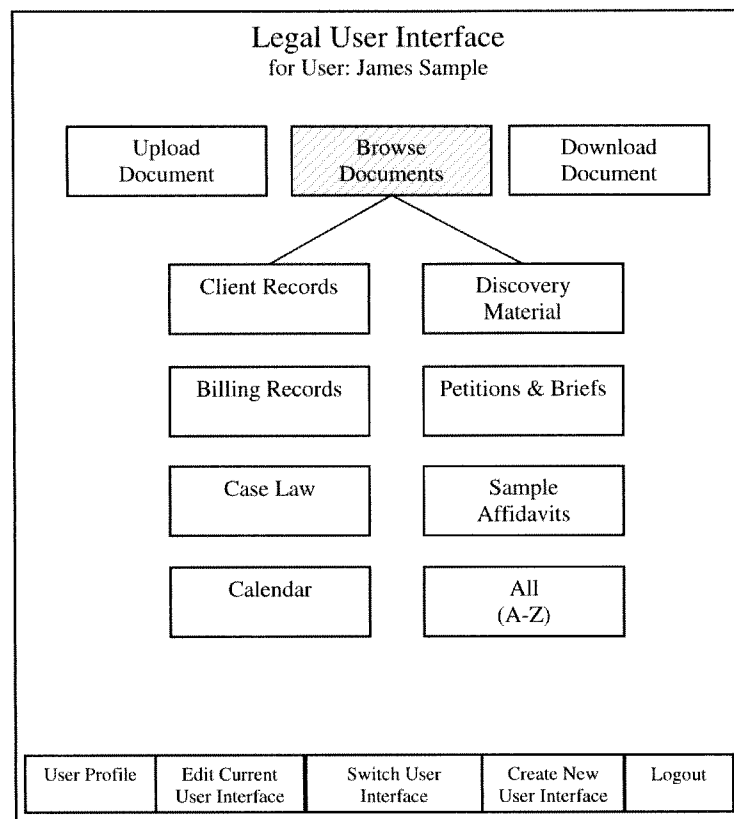 Legal User Interface
for User: James Sample
Upload
Document
Browse
Documents
Download
Document
Client Records
Discovery
Material
Billing Records
Petitions & Briefs
Case Law
Sample
Affidavits
Calendar
All
(A-Z)
User Profile
Edit Current
User Interface
Switch User
Interface
Create New
User Interface
Logout